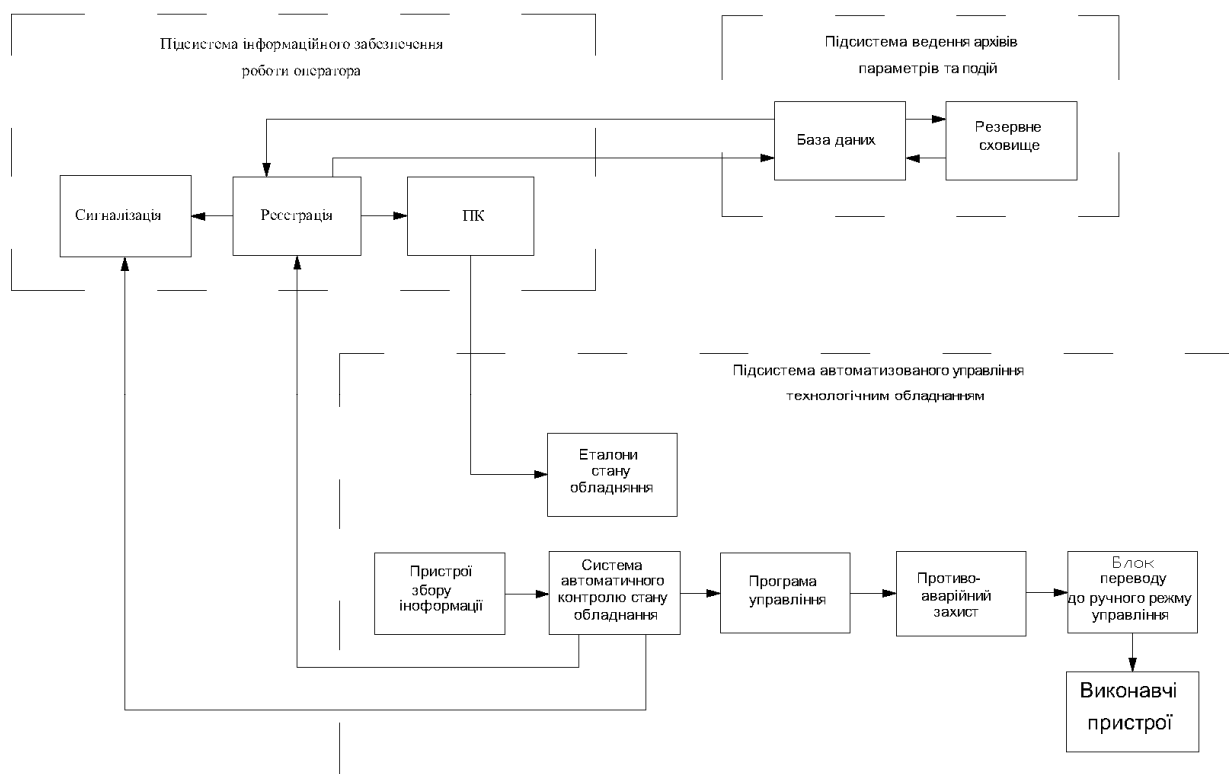 Підсистема інформаційного забезпечення
роботи оператора
Підсистема ведення архівів
параметрів та подій
База даних
Резервне
сховище
Сигналізація
Реєстрація
ПК
Підсистема автоматизованого управління
технологічним обладнанням
Еталони
стану
обладняння
Пристрої
збору
іноформації
Система
автоматичного
контролю стану
обладнання
Програма
управління
Противо-
аварійний
захист
Блок
переводу
до ручного режму
управління
Виконавчі
пристрої